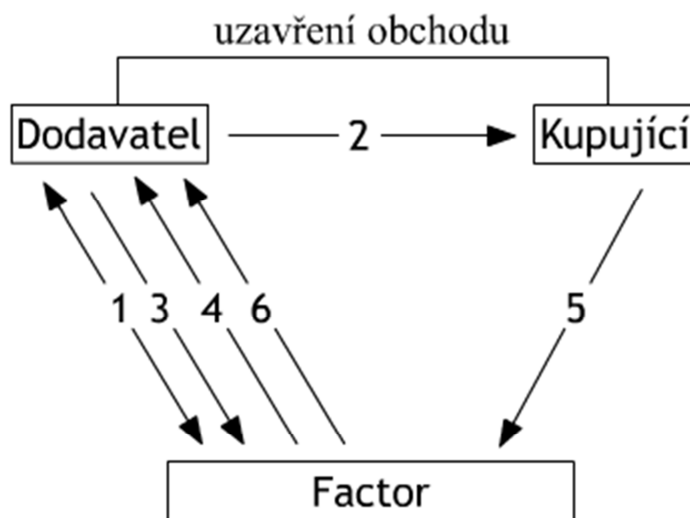 uzavření obchodu
Dodavatel
2
Kupující
1 3 4 6
5
Factor